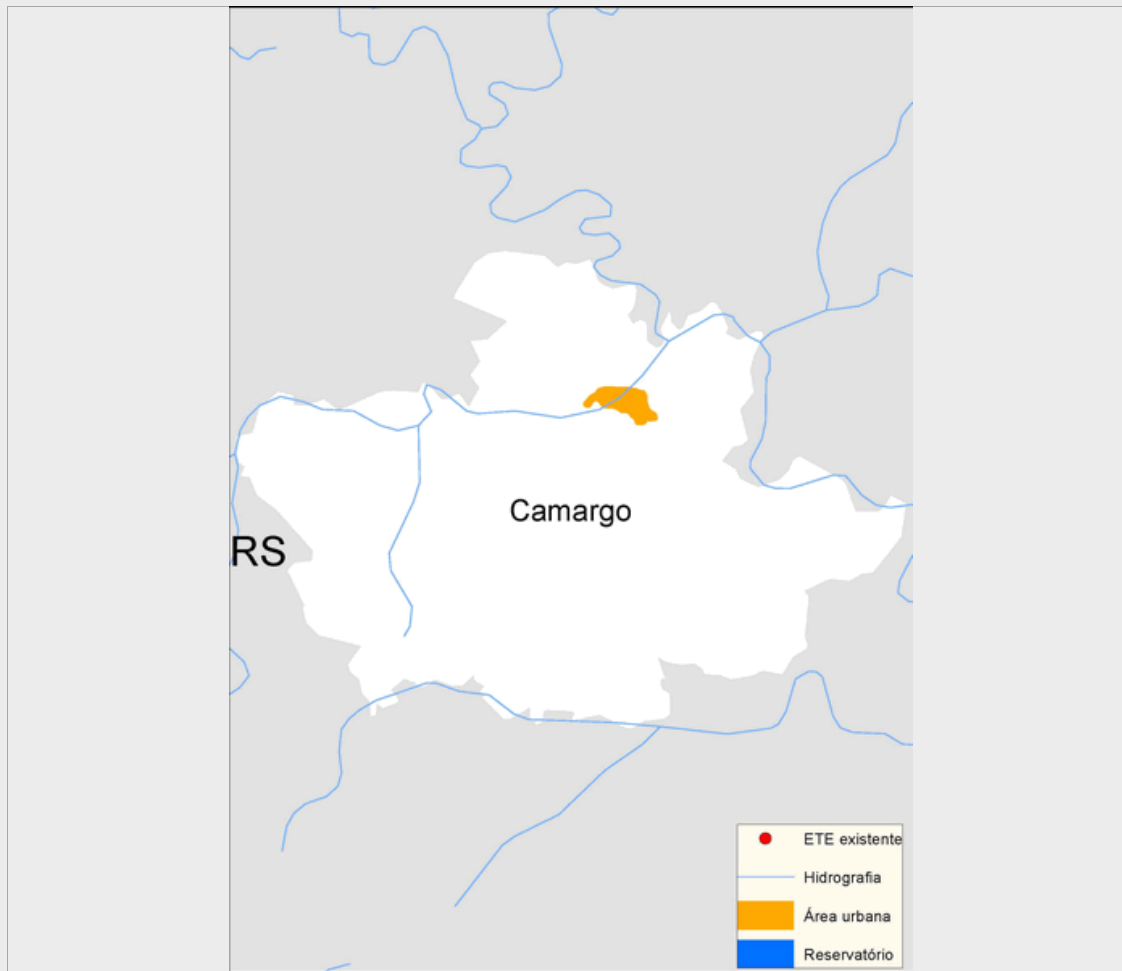 Camargo
RS
ETE existente
Hidrografia
Área urbana
Reservatório